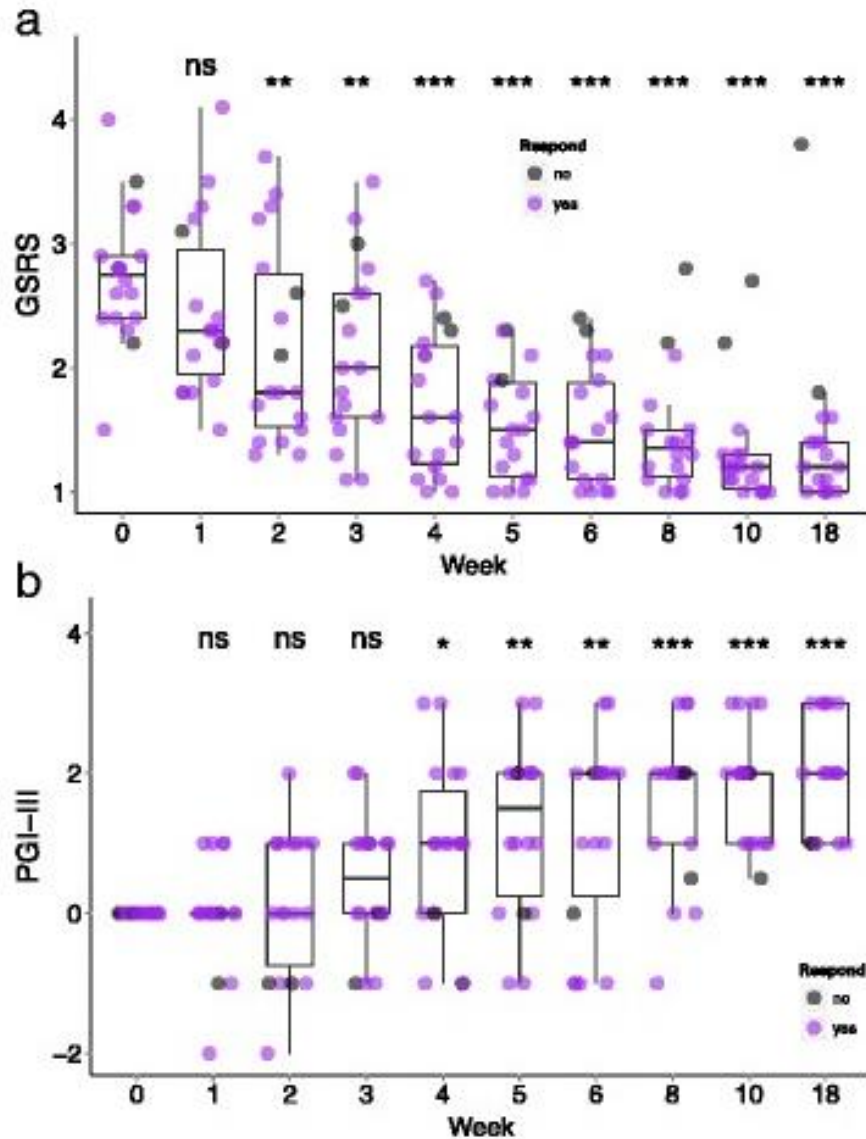 a
ns ** ** *** *** *** *** *** ***
4
Respond
no
yes
3
GSRS
2
1
0 1 2 3 4 5 6 8 10 18
Week
b
4
ns ns ns * ** ** *** *** ***
2
PGI-III
0
Respond
no
yes
-2
0 1 2 3 4 5 6 8 10 18
Week